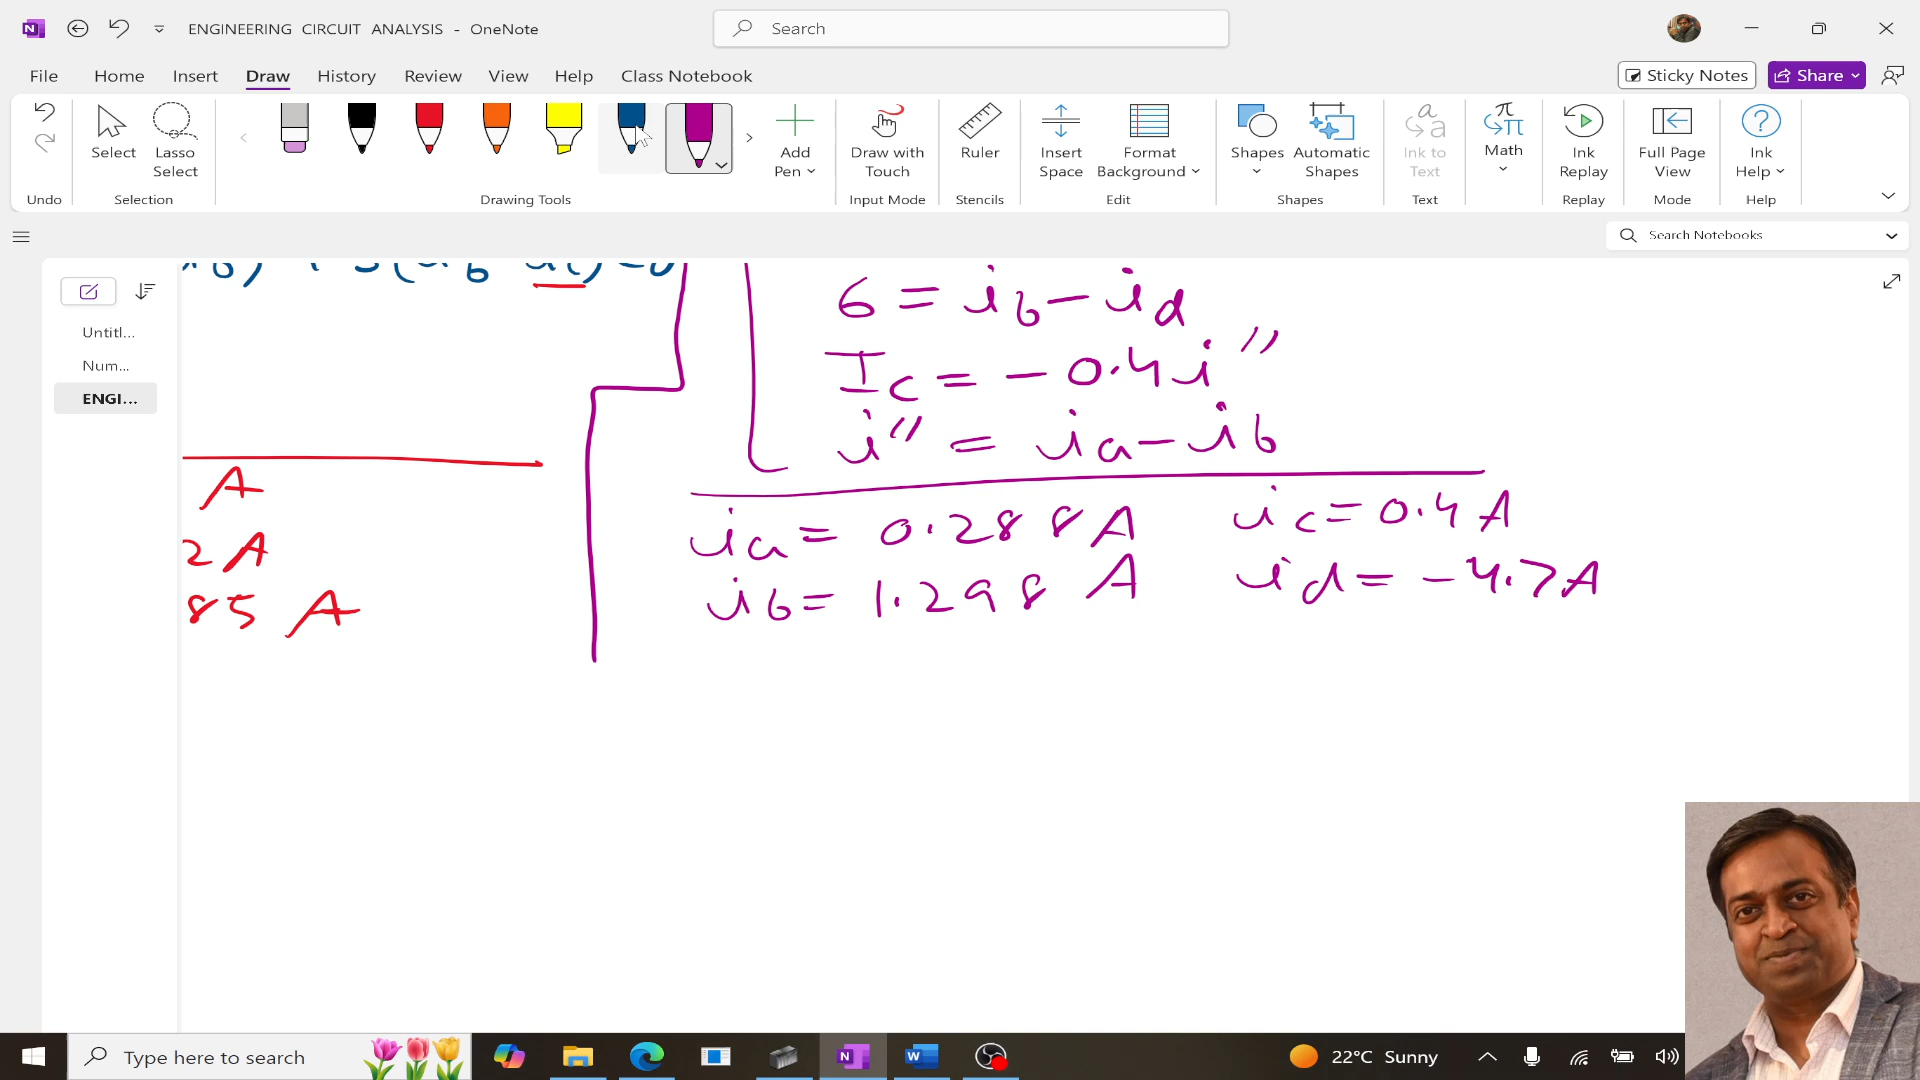 ENGINEERING CIRCUIT ANALYSIS - OneNote
Search
File Home Insert Draw History Review View Help Class Notebook
Sticky Notes
Share
Select
Lasso Select
Add Pen
Draw with Touch
Ruler
Insert Space
Format Background
Shapes
Automatic Shapes
Ink to Text
Math
Ink Replay
Full Page View
Ink Help
Undo
Selection
Drawing Tools
Input Mode
Stencils
Edit
Shapes
Text
Replay
Mode
Help
Search Notebooks
Untitl...
Num...
ENGI...
6 = ib - id
Ic = - 0.4 i''
i'' = ia - ib
A
2 A
85 A
ia = 0.288 A
ic = 0.4 A
ib = 1.298 A
id = - 4.7 A
Type here to search
22°C Sunny